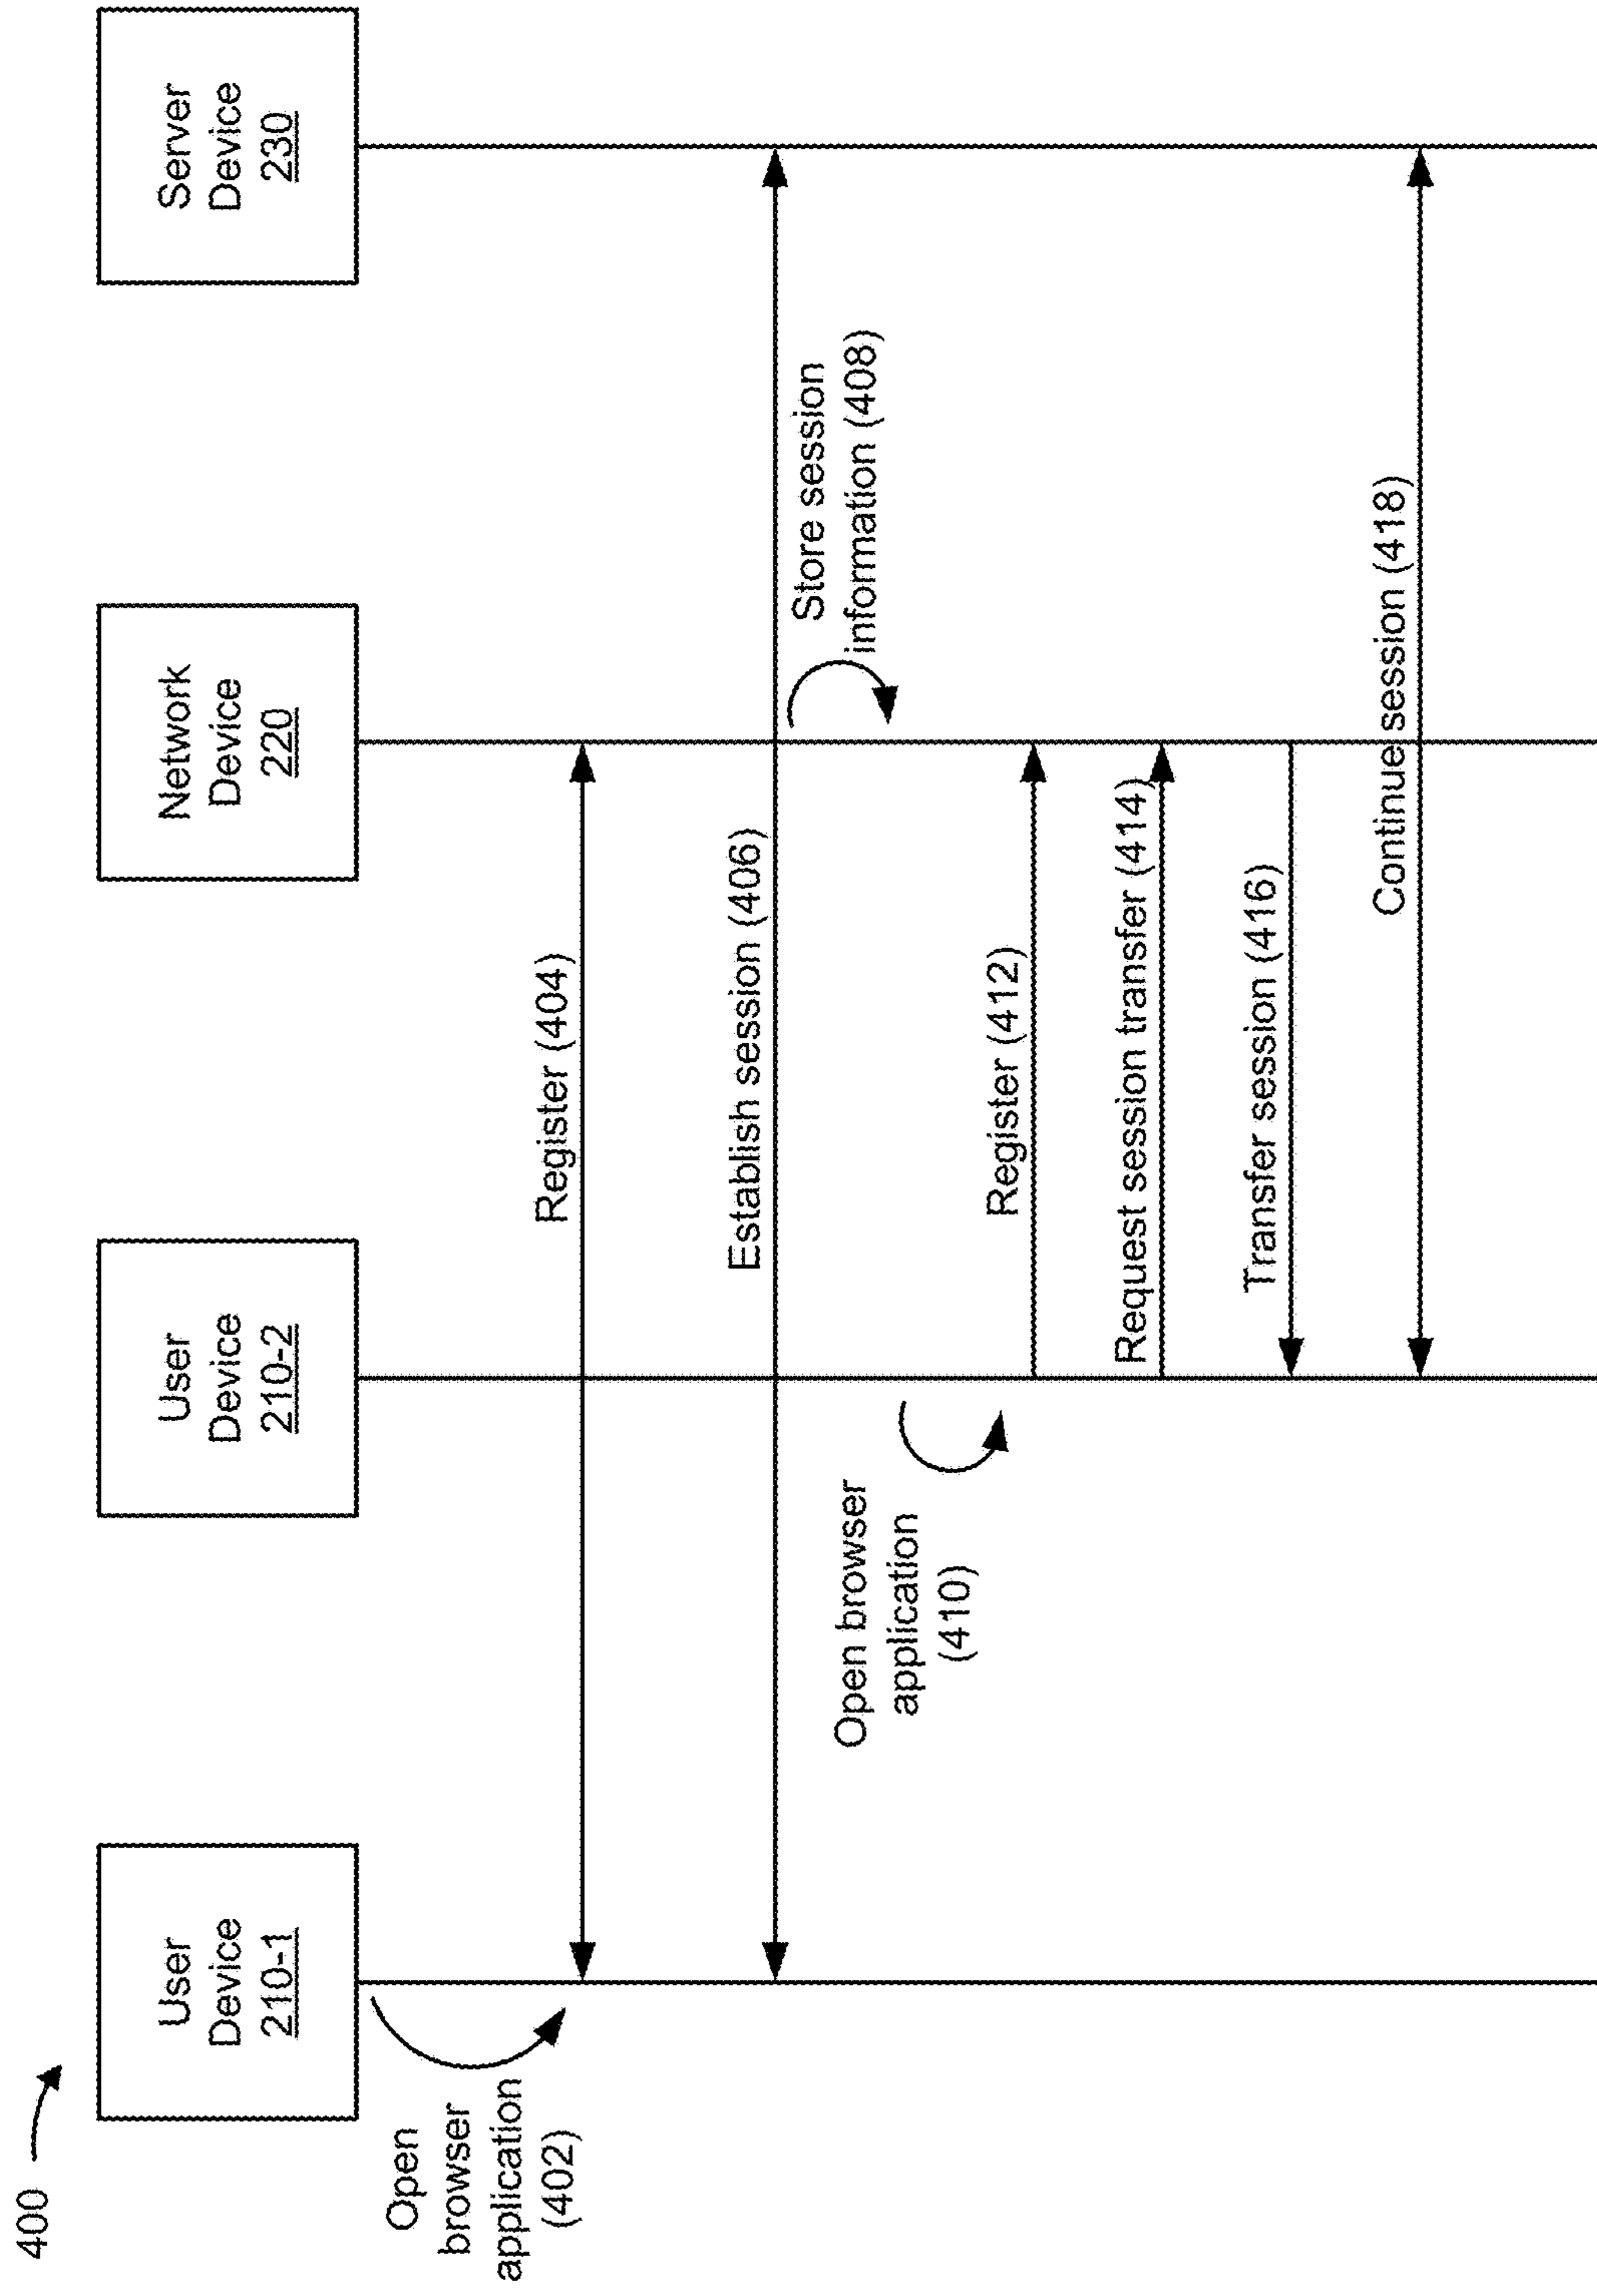 400
User
Device
210-1
User
Device
210-2
Network
Device
220
Server
Device
230
Open
browser
application
(402)
Register (404)
Establish session (406)
Store session
information (408)
Open browser
application
(410)
Register (412)
Request session transfer (414)
Transfer session (416)
Continue session (418)